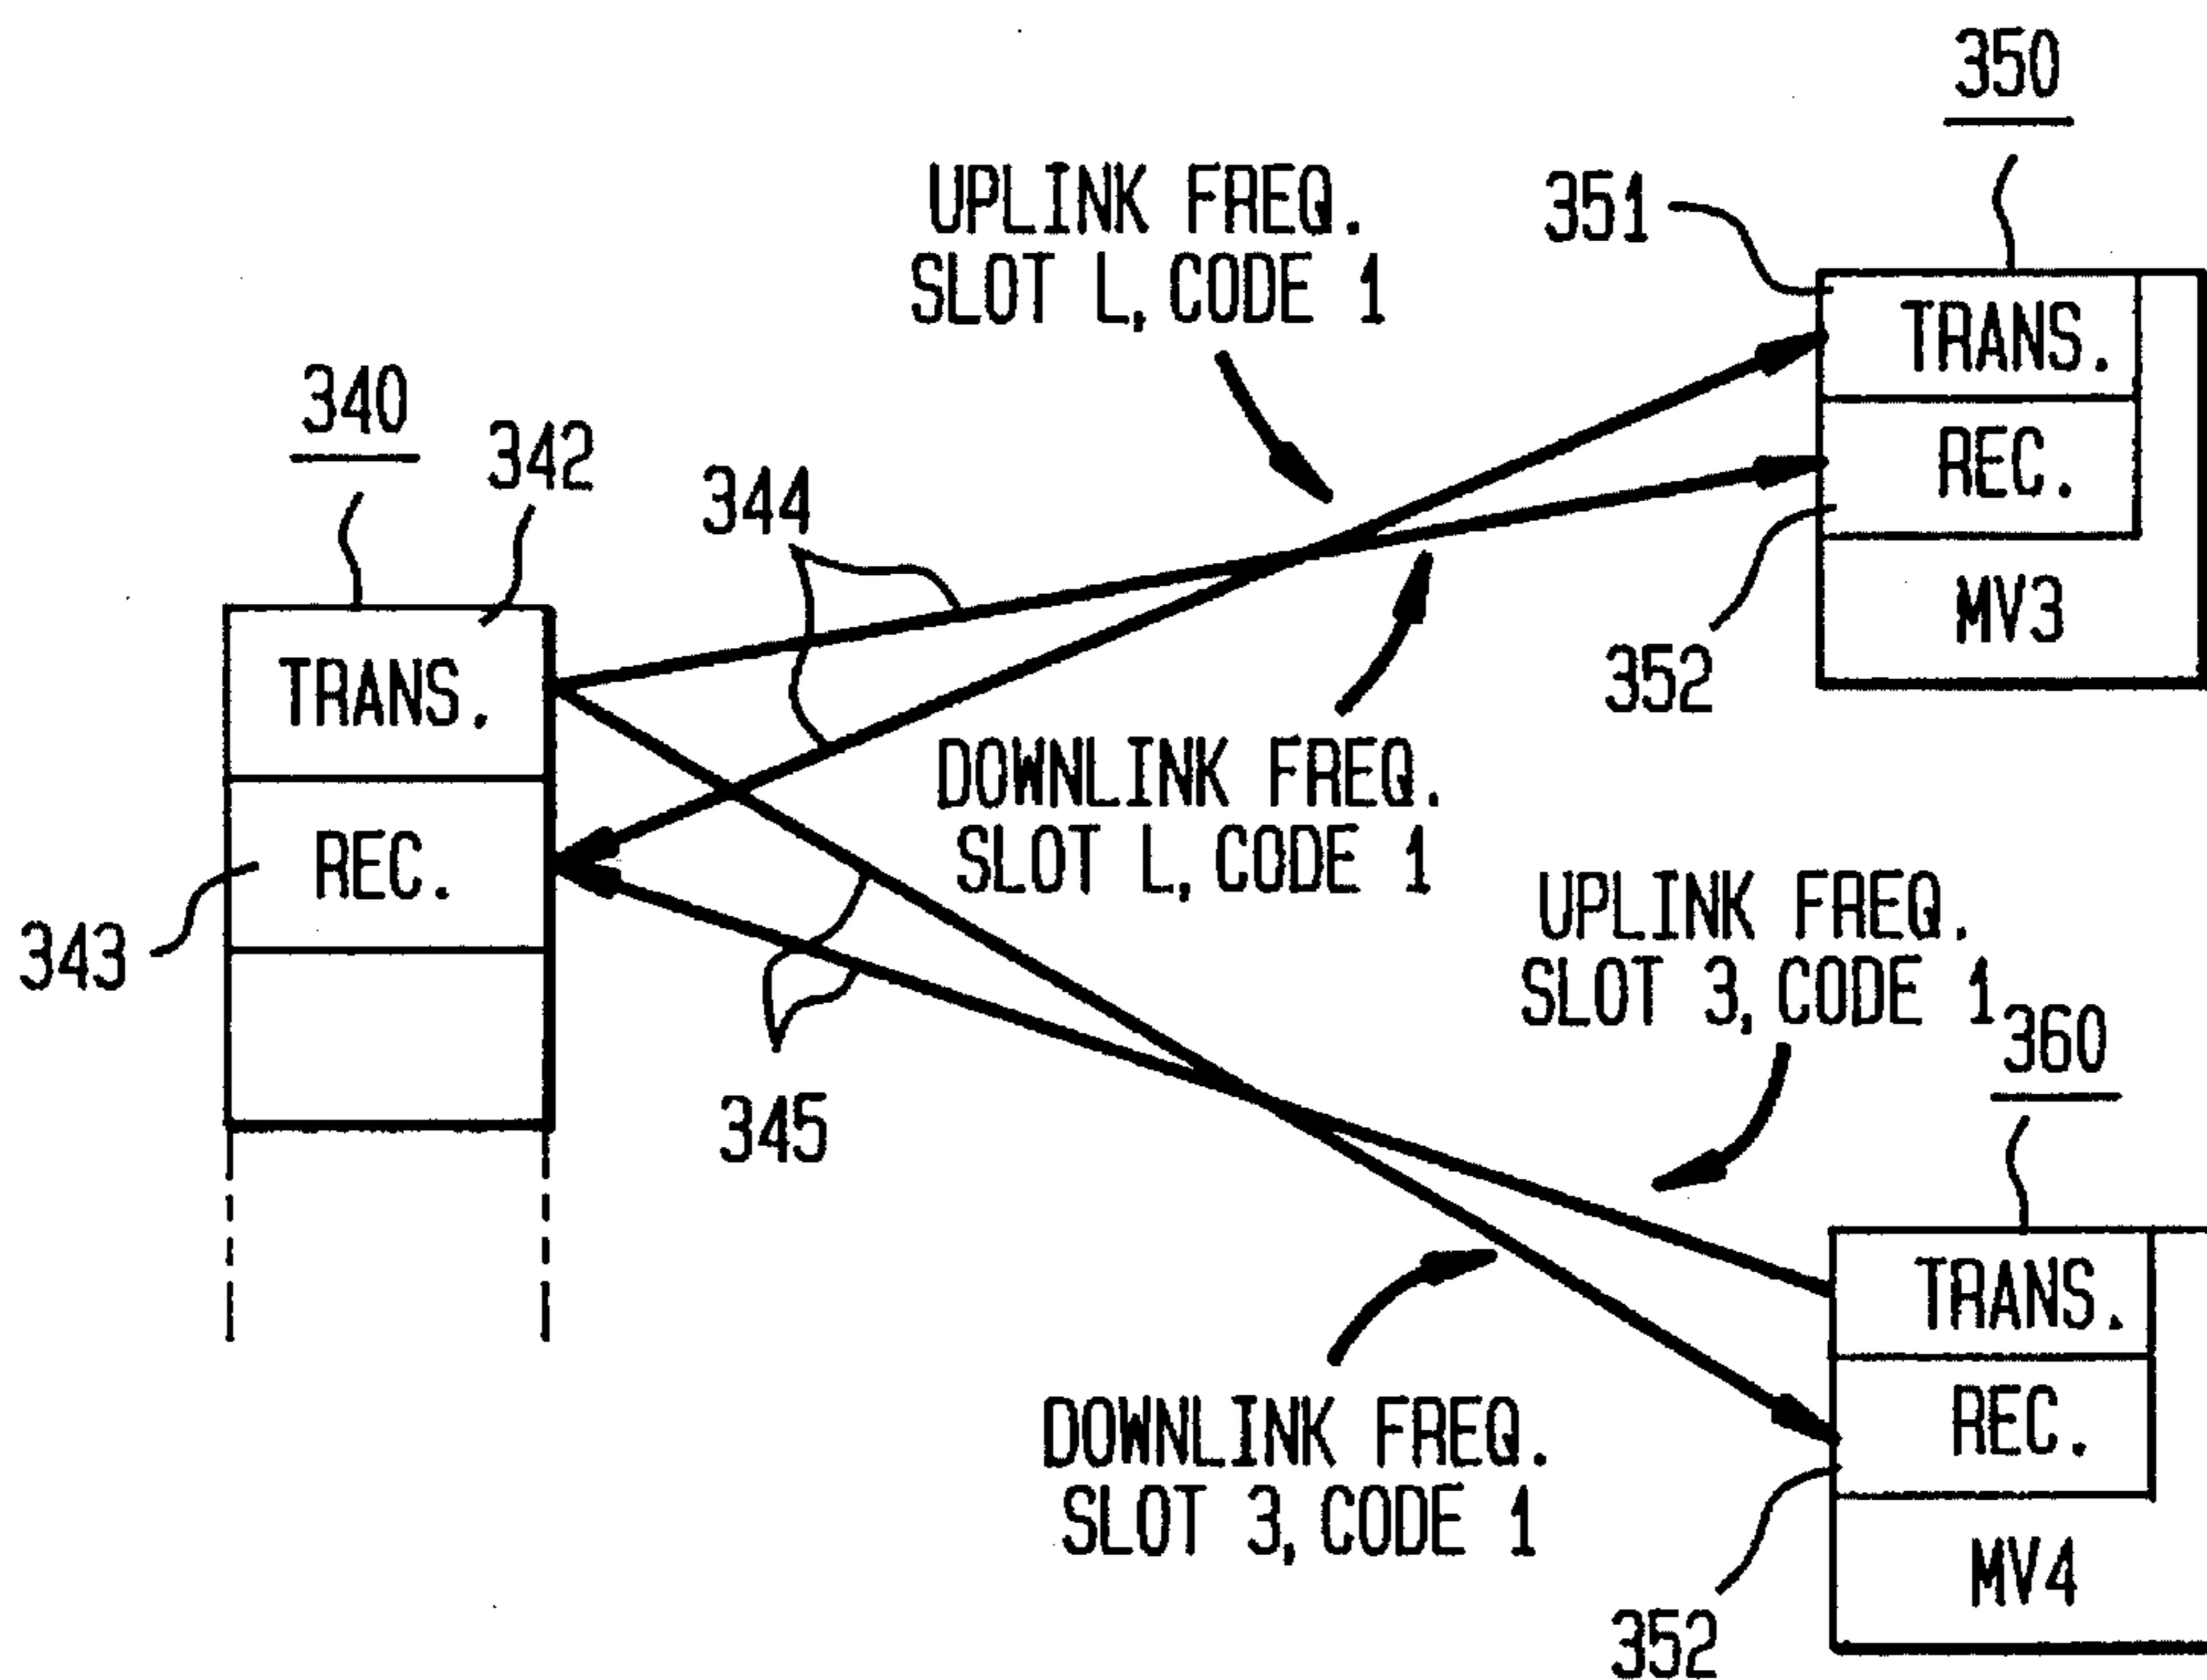 350
UPLINK FREQ.
SLOT L, CODE 1
351
TRANS.
340
342
344
REC.
MV3
352
TRANS.
DOWNLINK FREQ.
SLOT L, CODE 1
REC.
343
UPLINK FREQ.
SLOT 3, CODE 1
360
345
TRANS.
REC.
DOWNLINK FREQ.
SLOT 3, CODE 1
MV4
352